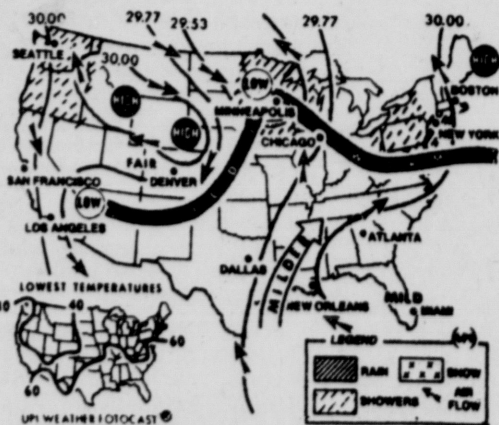 30.00 29.77 29.53 29.77 30.00
SEATTLE
30.00
HIGH
LOW
HIGH
BOSTON
MINNEAPOLIS
NEW YORK
HIGH
CHICAGO
FAIR
DENVER
SAN FRANCISCO
LOW
COLD
LOS ANGELES
ATLANTA
DALLAS
MILDER
LOWEST TEMPERATURES
NEW ORLEANS
MILD
MIAMI
40
60
60
LEGEND
RAIN
SNOW
SHOWERS
AIR
FLOW
UPI WEATHER FOTOCAST ©